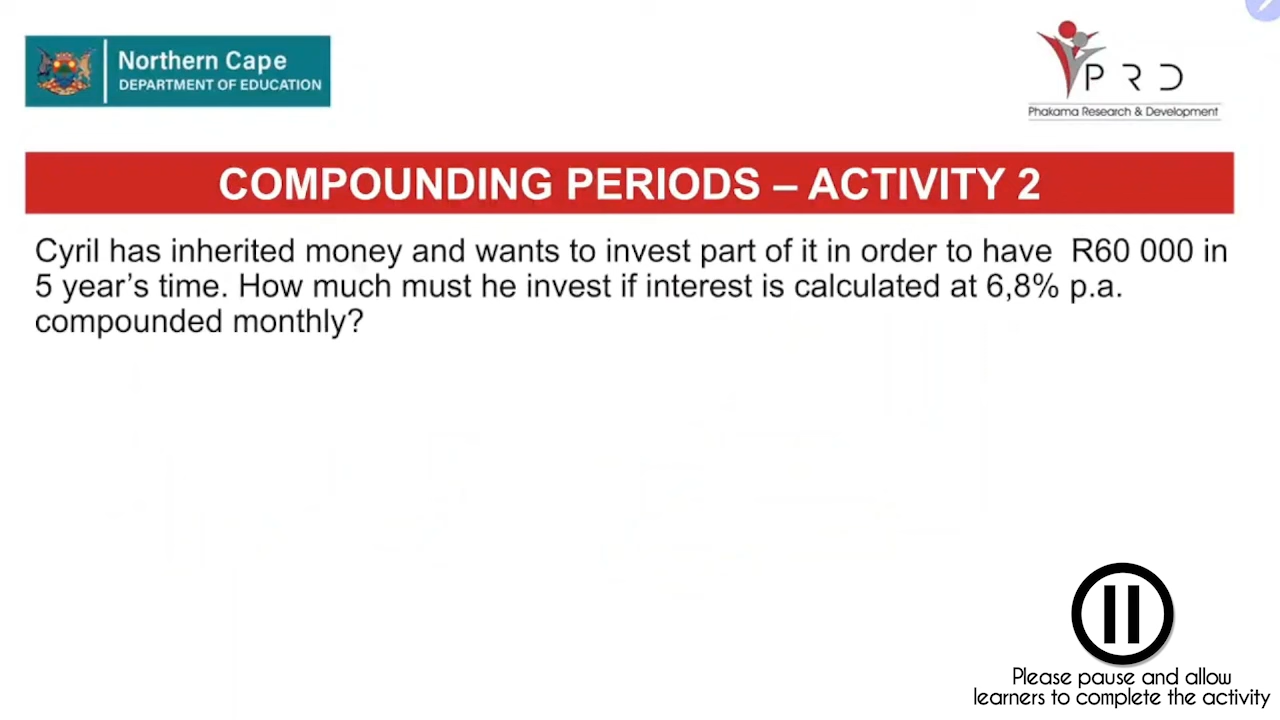 Northern Cape
DEPARTMENT OF EDUCATION
PRD
Phakama Research & Development
COMPOUNDING PERIODS – ACTIVITY 2
Cyril has inherited money and wants to invest part of it in order to have R60 000 in
5 year’s time. How much must he invest if interest is calculated at 6,8% p.a.
compounded monthly?
Please pause and allow
learners to complete the activity